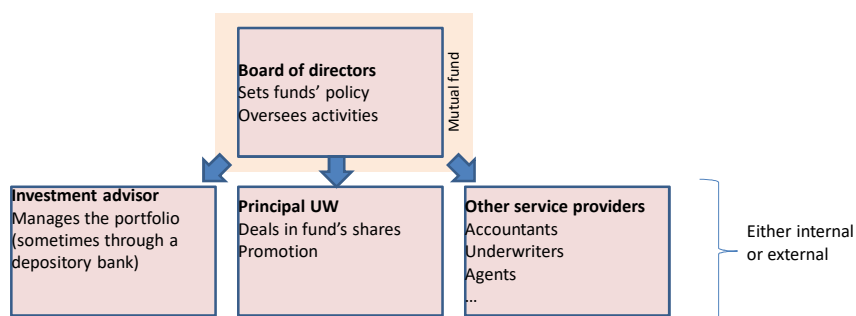 Board of directors
Sets funds’ policy
Oversees activities
Mutual fund
Investment advisor
Manages the portfolio
(sometimes through a
depository bank)
Principal UW
Deals in fund’s shares
Promotion
Other service providers
Accountants
Underwriters
Agents
…
Either internal
or external